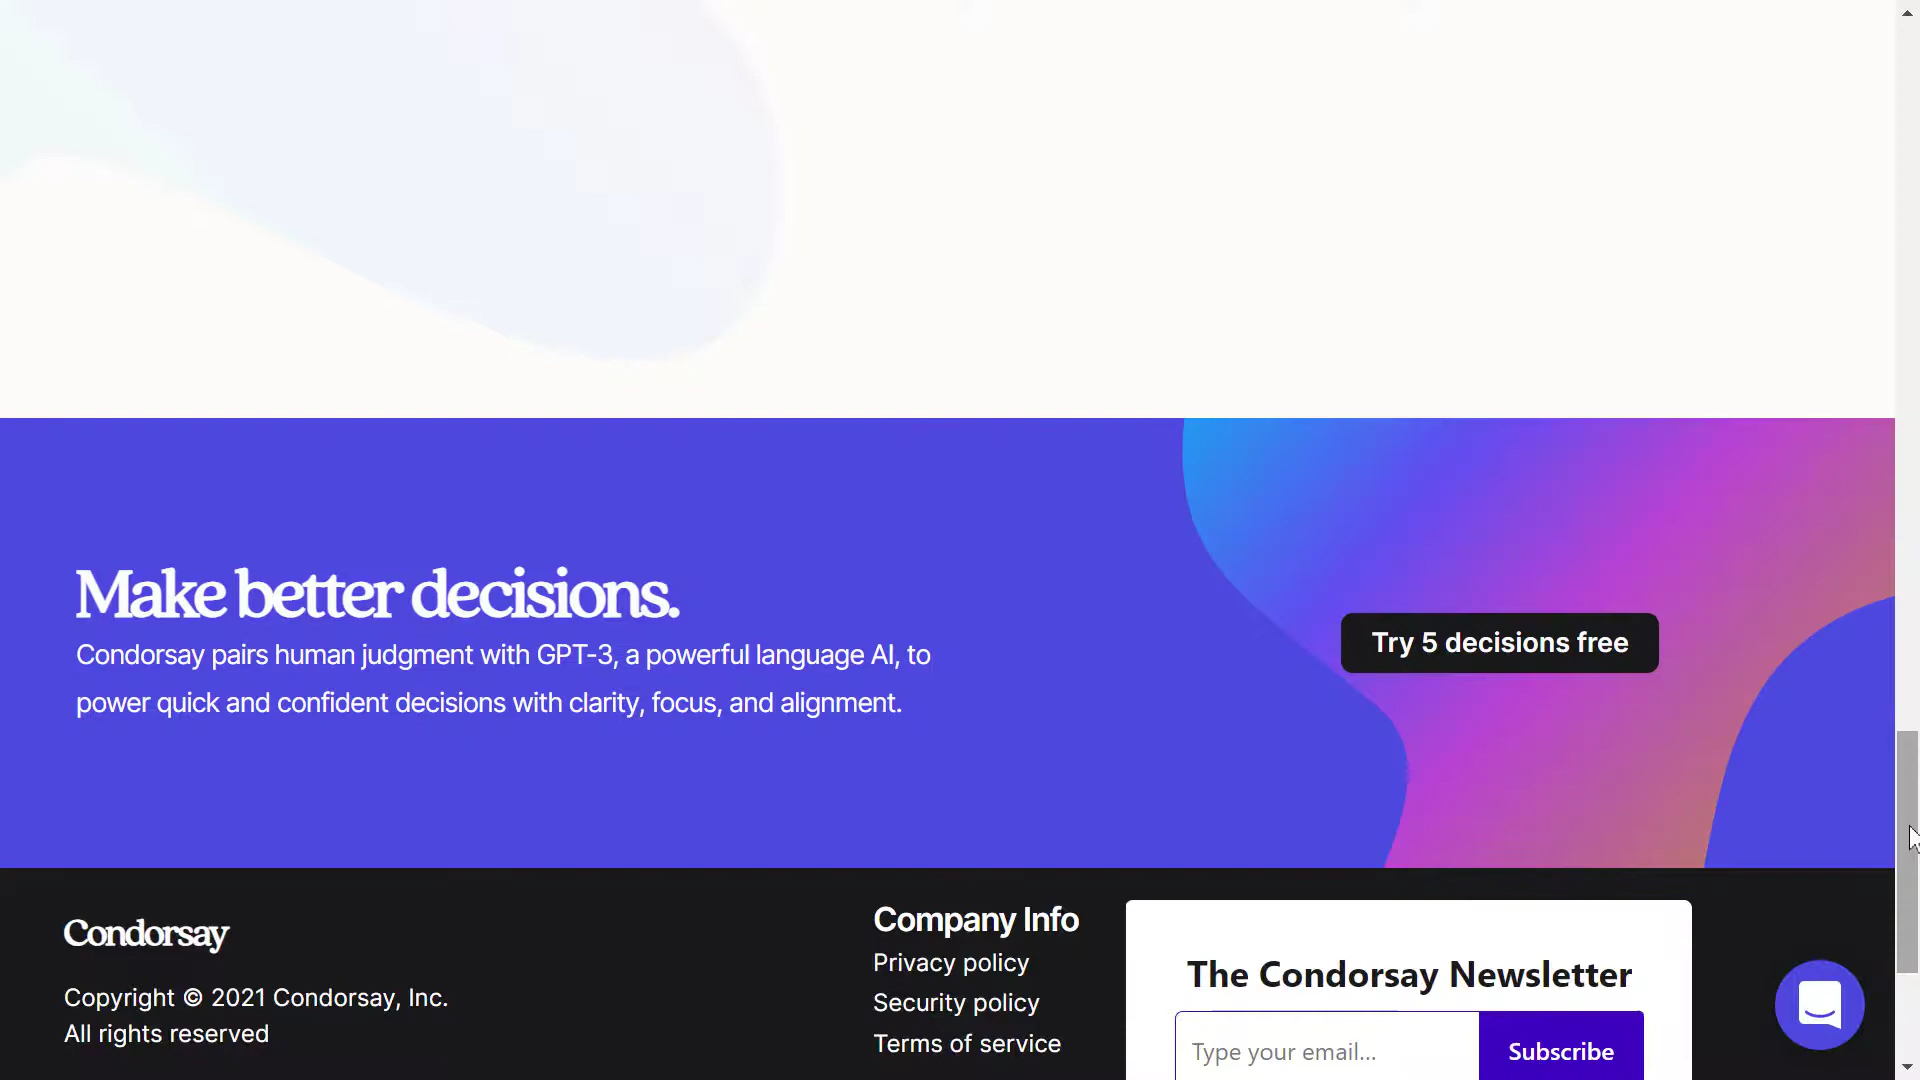 Make better decisions.
Condorsay pairs human judgment with GPT-3, a powerful language AI, to
power quick and confident decisions with clarity, focus, and alignment.
Try 5 decisions free
Condorsay
Copyright © 2021 Condorsay, Inc.
All rights reserved
Company Info
Privacy policy
Security policy
Terms of service
The Condorsay Newsletter
Type your email...
Subscribe